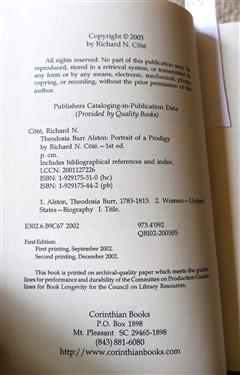 Copyright © 2003
by Richard N. Côté
All rights reserved. No part of this publication may be
reproduced, stored in a retrieval system, or transmitted in
any form or by any means, electronic, mechanical, photo-
copying, or recording, without the prior permission of the
author.
Publishers Cataloging-in-Publication Data
(Provided by Quality Books)
Côté, Richard N.
Theodosia Burr Alston: Portrait of a Prodigy
by Richard N. Côté.—1st ed.
p. cm.
Includes bibliographical references and index.
LCCN: 2001127226
ISBN: 1-929175-31-0 (hc)
ISBN: 1-929175-44-2 (pb)
1. Alston, Theodosia Burr, 1783-1813. 2. Women—United
States—Biography I. Title.
E302.6.B9C67 2002 973.4'092
QBI02-200505
First Edition:
First printing, September 2002.
Second printing, December 2002.
This book is printed on archival-quality paper which meets the guide-
lines for performance and durability of the Committee on Production Guide-
lines for Book Longevity for the Council on Library Resources.
Corinthian Books
P.O. Box 1898
Mt. Pleasant SC 29465-1898
(843) 881-6080
http://www.corinthianbooks.com